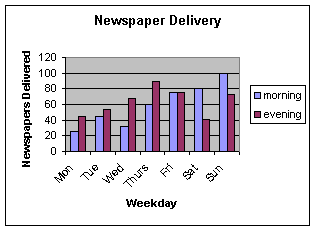 Newspaper Delivery
Newspapers Delivered
120
100
80
60
40
20
0
Mon
Tue
Wed
Thurs
Fri
Sat
Sun
Weekday
morning
evening